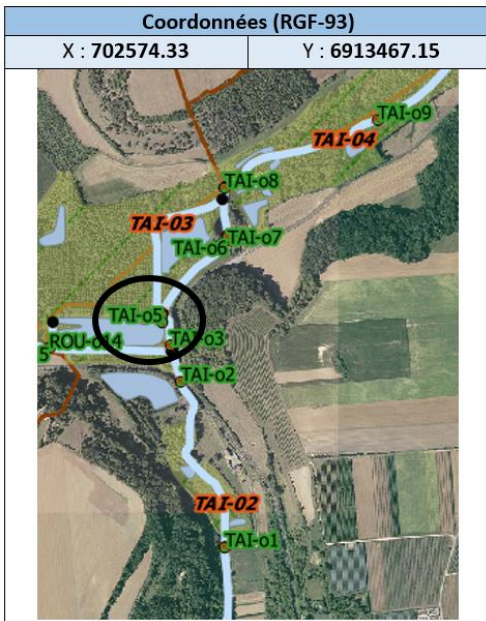 Coordonnées (RGF-93)
X : 702574.33 Y : 6913467.15
TAI-o9
TAI-04
TAI-o8
TAI-03
TAI-o6 TAI-o7
TAI-o5
ROU-o14 TAI-o3
5
TAI-o2
TAI-02
TAI-o1